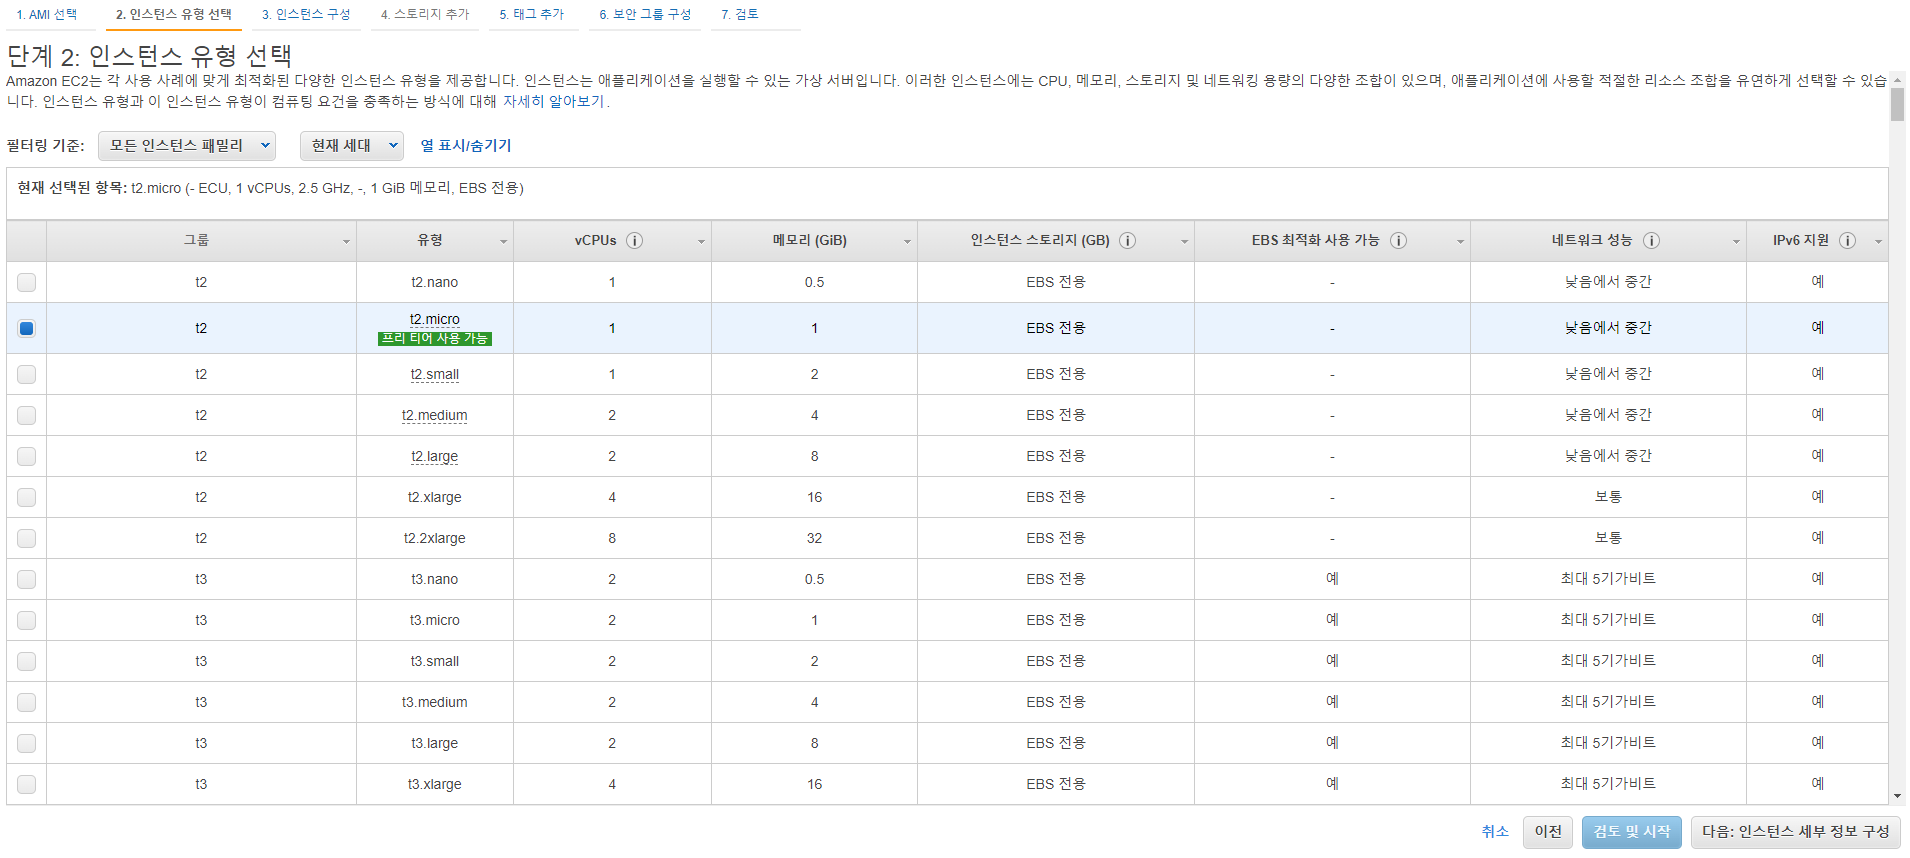 1. AMI 선택 2. 인스턴스 유형 선택 3. 인스턴스 구성 4. 스토리지 추가 5. 태그 추가 6. 보안 그룹 구성 7. 검토
단계 2: 인스턴스 유형 선택
Amazon EC2는 각 사용 사례에 맞게 최적화된 다양한 인스턴스 유형을 제공합니다. 인스턴스는 애플리케이션을 실행할 수 있는 가상 서버입니다. 이러한 인스턴스에는 CPU, 메모리, 스토리지 및 네트워킹 용량의 다양한 조합이 있으며, 애플리케이션에 사용할 적절한 리소스 조합을 유연하게 선택할 수 있습
니다. 인스턴스 유형과 이 인스턴스 유형이 컴퓨팅 요건을 충족하는 방식에 대해 자세히 알아보기.
필터링 기준: 모든 인스턴스 패밀리 현재 세대 열 표시/숨기기
현재 선택된 항목: t2.micro (- ECU, 1 vCPUs, 2.5 GHz, -, 1 GiB 메모리, EBS 전용)
그룹 유형 vCPUs 메모리 (GiB) 인스턴스 스토리지 (GB) EBS 최적화 사용 가능 네트워크 성능 IPv6 지원
t2 t2.nano 1 0.5 EBS 전용 - 낮음에서 중간 예
t2 t2.micro 1 1 EBS 전용 - 낮음에서 중간 예
프리 티어 사용 가능
t2 t2.small 1 2 EBS 전용 - 낮음에서 중간 예
t2 t2.medium 2 4 EBS 전용 - 낮음에서 중간 예
t2 t2.large 2 8 EBS 전용 - 낮음에서 중간 예
t2 t2.xlarge 4 16 EBS 전용 - 보통 예
t2 t2.2xlarge 8 32 EBS 전용 - 보통 예
t3 t3.nano 2 0.5 EBS 전용 예 최대 5기가비트 예
t3 t3.micro 2 1 EBS 전용 예 최대 5기가비트 예
t3 t3.small 2 2 EBS 전용 예 최대 5기가비트 예
t3 t3.medium 2 4 EBS 전용 예 최대 5기가비트 예
t3 t3.large 2 8 EBS 전용 예 최대 5기가비트 예
t3 t3.xlarge 4 16 EBS 전용 예 최대 5기가비트 예
취소 이전 검토 및 시작 다음: 인스턴스 세부 정보 구성